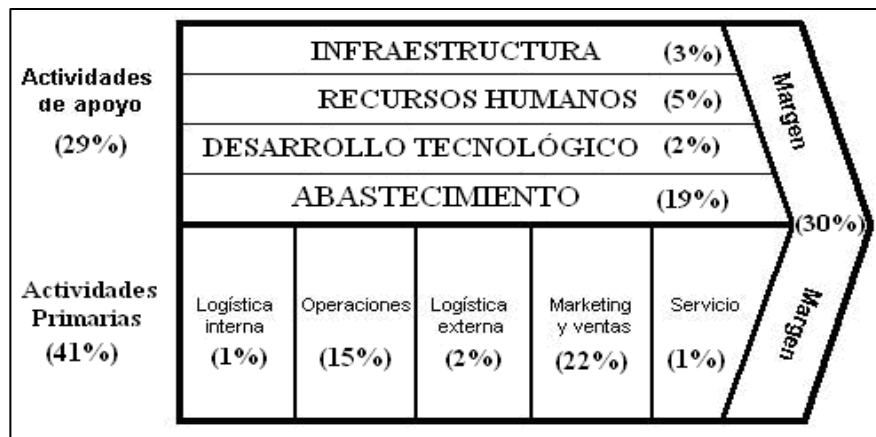 Actividades
de apoyo
(29%)
INFRAESTRUCTURA (3%)
RECURSOS HUMANOS (5%)
DESARROLLO TECNOLÓGICO (2%)
ABASTECIMIENTO (19%)
Margen
(30%)
Margen
Actividades
Primarias
(41%)
Logística
interna
(1%)
Operaciones
(15%)
Logística
externa
(2%)
Marketing
y ventas
(22%)
Servicio
(1%)